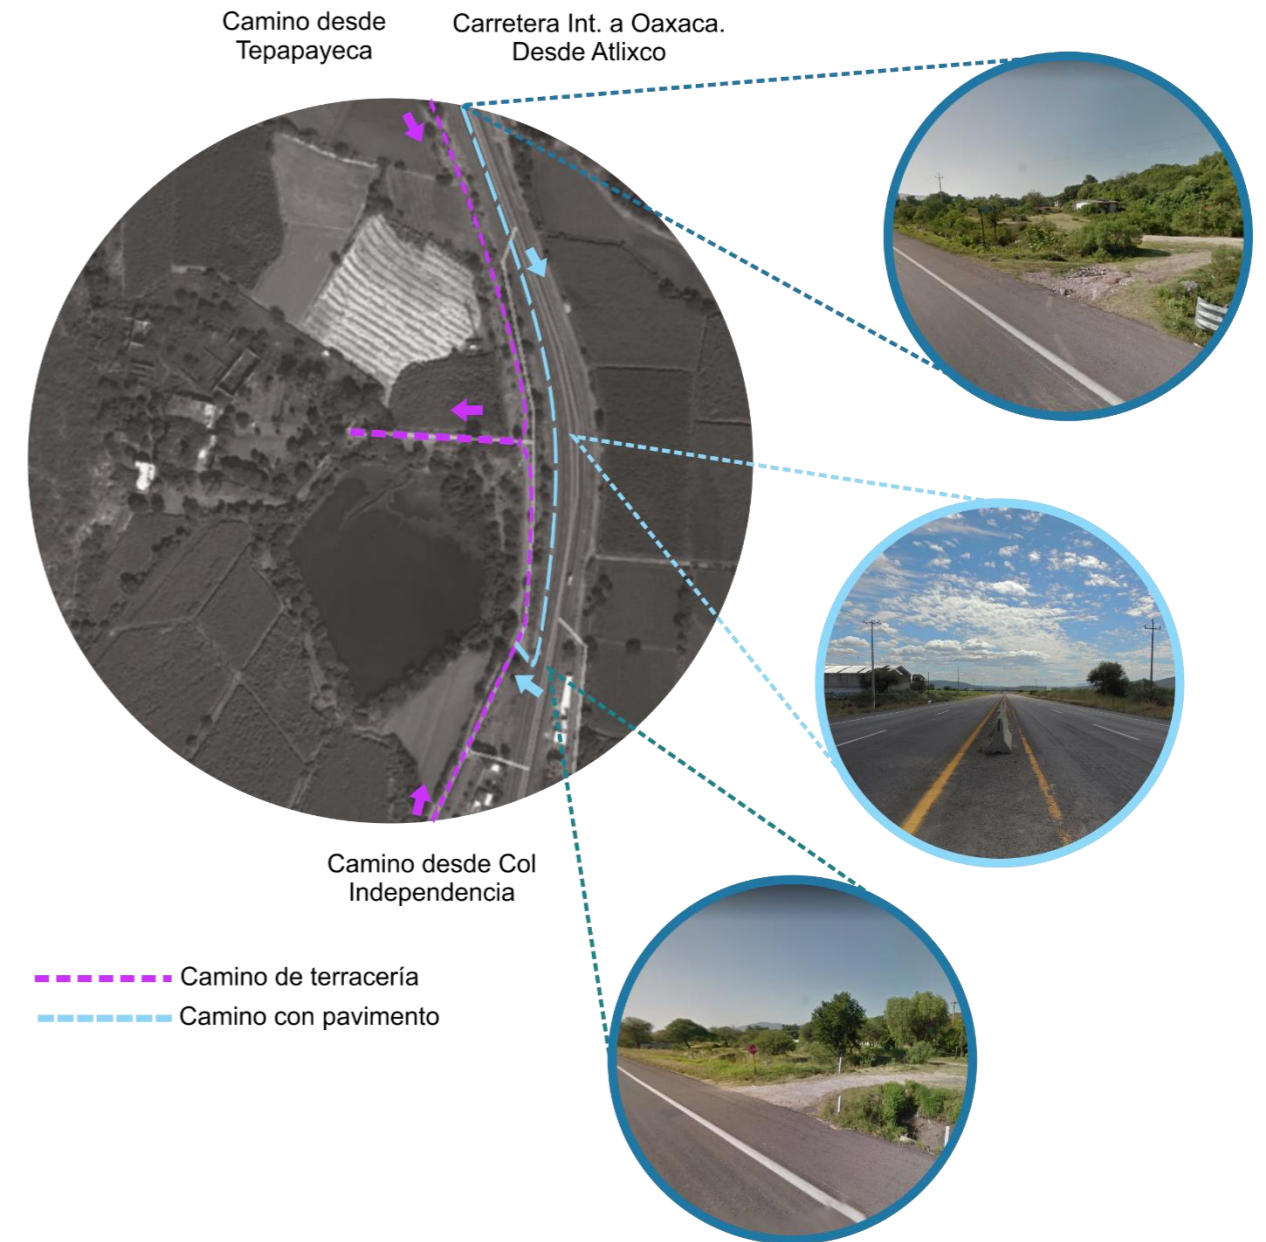 Camino desde
Tepapayeca
Carretera Int. a Oaxaca.
Desde Atlixco
Camino desde Col
Independencia
Camino de terracería
Camino con pavimento